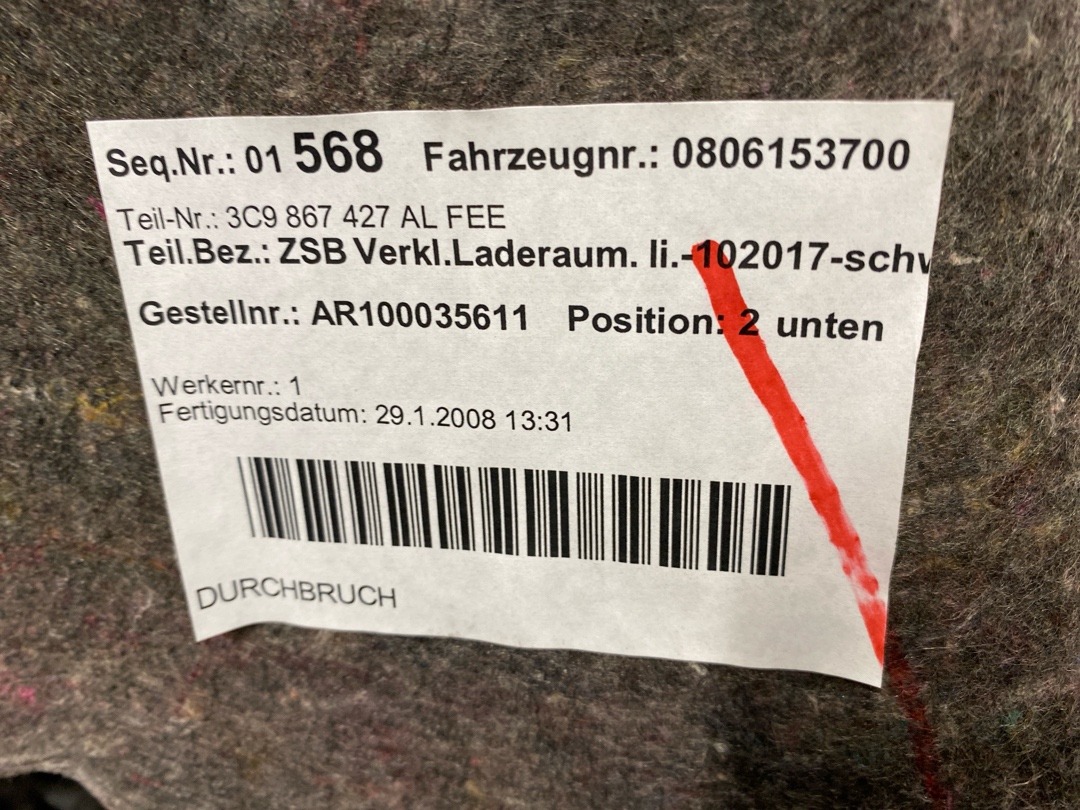 Seq.Nr.: 01 568 Fahrzeugnr.: 0806153700
Teil-Nr.: 3C9 867 427 AL FEE
Teil.Bez.: ZSB Verkl.Laderaum. li.-102017-schw
Gestellnr.: AR100035611 Position: 2 unten
Werkernr.: 1
Fertigungsdatum: 29.1.2008 13:31
DURCHBRUCH